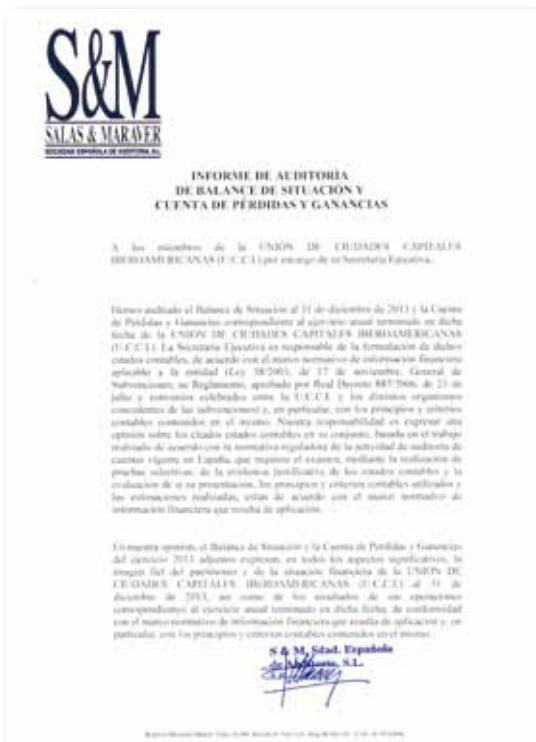 S&M
SALAS & MARAVER
SOCIEDAD ESPAÑOLA DE AUDITORIA, S.L.
INFORME DE AUDITORÍA
DE BALANCE DE SITUACIÓN Y
CUENTA DE PÉRDIDAS Y GANANCIAS
A los miembros de la UNIÓN DE CIUDADES CAPITALES
IBEROAMERICANAS (U.C.C.I.) por encargo de su Secretaría Ejecutiva.
Hemos auditado el Balance de Situación al 31 de diciembre de 2013 y la Cuenta
de Pérdidas y Ganancias correspondiente al ejercicio anual terminado en dicha
fecha de la UNIÓN DE CIUDADES CAPITALES IBEROAMERICANAS
(U.C.C.I.). La Secretaría Ejecutiva es responsable de la formulación de dichos
estados contables, de acuerdo con el marco normativo de información financiera
aplicable a la entidad (Ley 38/2003, de 17 de noviembre, General de
Subvenciones; su Reglamento, aprobado por Real Decreto 887/2006, de 21 de
julio y convenios celebrados entre la U.C.C.I. y los distintos organismos
concedentes de las subvenciones) y, en particular, con los principios y criterios
contables contenidos en el mismo. Nuestra responsabilidad es expresar una
opinión sobre los citados estados contables en su conjunto, basada en el trabajo
realizado de acuerdo con la normativa reguladora de la actividad de auditoría de
cuentas vigente en España, que requiere el examen, mediante la realización de
pruebas selectivas, de la evidencia justificativa de los estados contables y la
evaluación de si su presentación, los principios y criterios contables utilizados y
las estimaciones realizadas, están de acuerdo con el marco normativo de
información financiera que resulta de aplicación.
En nuestra opinión, el Balance de Situación y la Cuenta de Pérdidas y Ganancias
del ejercicio 2013 adjuntos expresan, en todos los aspectos significativos, la
imagen fiel del patrimonio y de la situación financiera de la UNIÓN DE
CIUDADES CAPITALES IBEROAMERICANAS (U.C.C.I.) al 31 de
diciembre de 2013, así como de los resultados de sus operaciones
correspondientes al ejercicio anual terminado en dicha fecha, de conformidad
con el marco normativo de información financiera que resulta de aplicación y, en
particular, con los principios y criterios contables contenidos en el mismo.
S & M, Sdad. Española
de S.L.